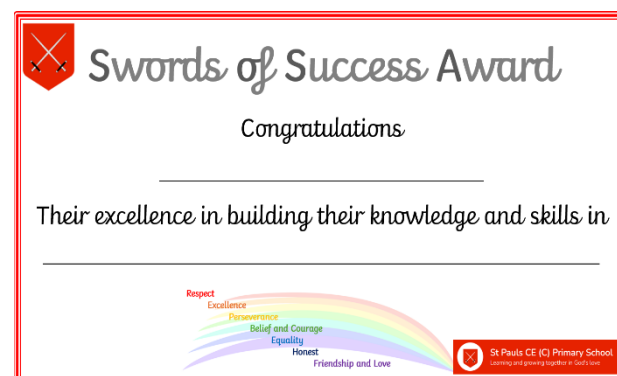 Swords of Success Award
Congratulations
Their excellence in building their knowledge and skills in
Respect
Excellence
Perseverance
Belief and Courage
Equality
Honest
Friendship and Love
St Pauls CE (C) Primary School
Learning and growing together in God's love